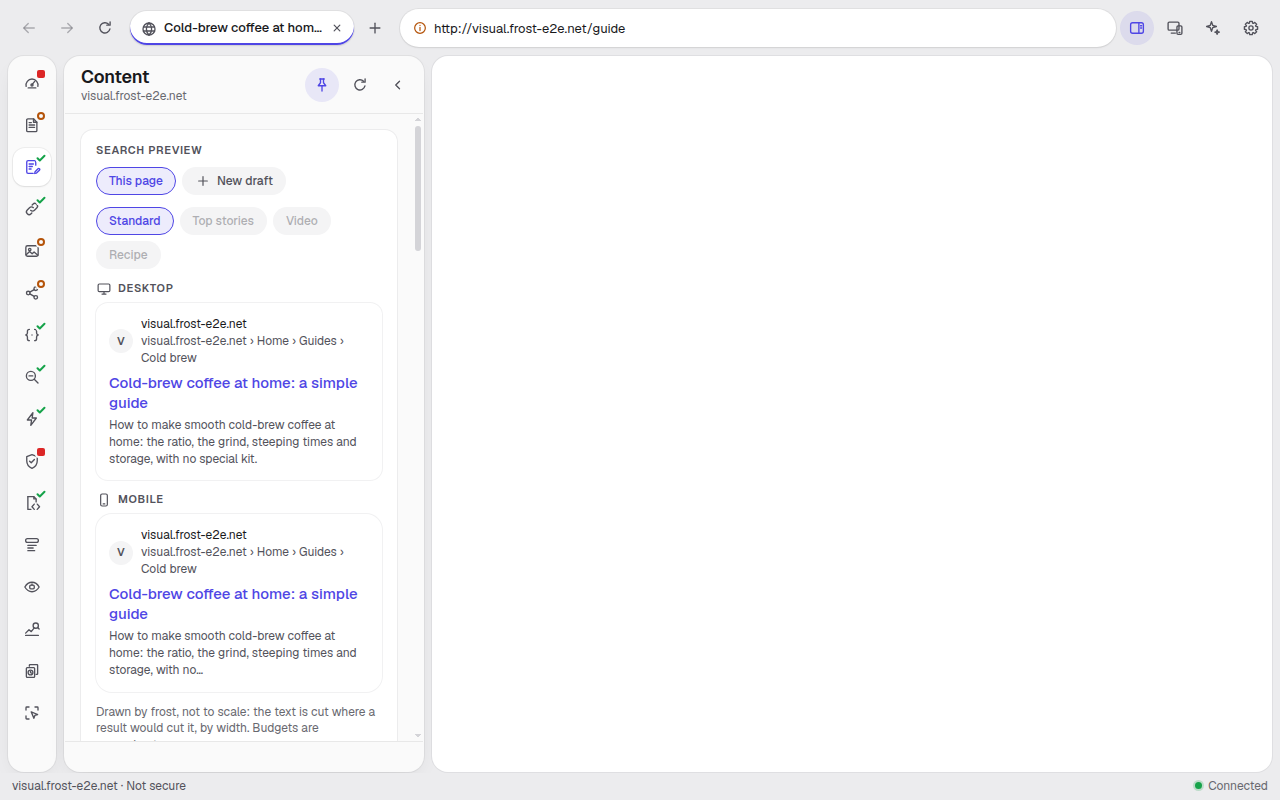 Cold-brew coffee at hom...
http://visual.frost-e2e.net/guide
Content
visual.frost-e2e.net
SEARCH PREVIEW
This page
New draft
Standard
Top stories
Video
Recipe
DESKTOP
V
visual.frost-e2e.net
visual.frost-e2e.net › Home › Guides ›
Cold brew
Cold-brew coffee at home: a simple
guide
How to make smooth cold-brew coffee at
home: the ratio, the grind, steeping times and
storage, with no special kit.
MOBILE
V
visual.frost-e2e.net
visual.frost-e2e.net › Home › Guides ›
Cold brew
Cold-brew coffee at home: a simple
guide
How to make smooth cold-brew coffee at
home: the ratio, the grind, steeping times and
storage, with no...
Drawn by frost, not to scale: the text is cut where a
result would cut it, by width. Budgets are
visual.frost-e2e.net · Not secure
Connected